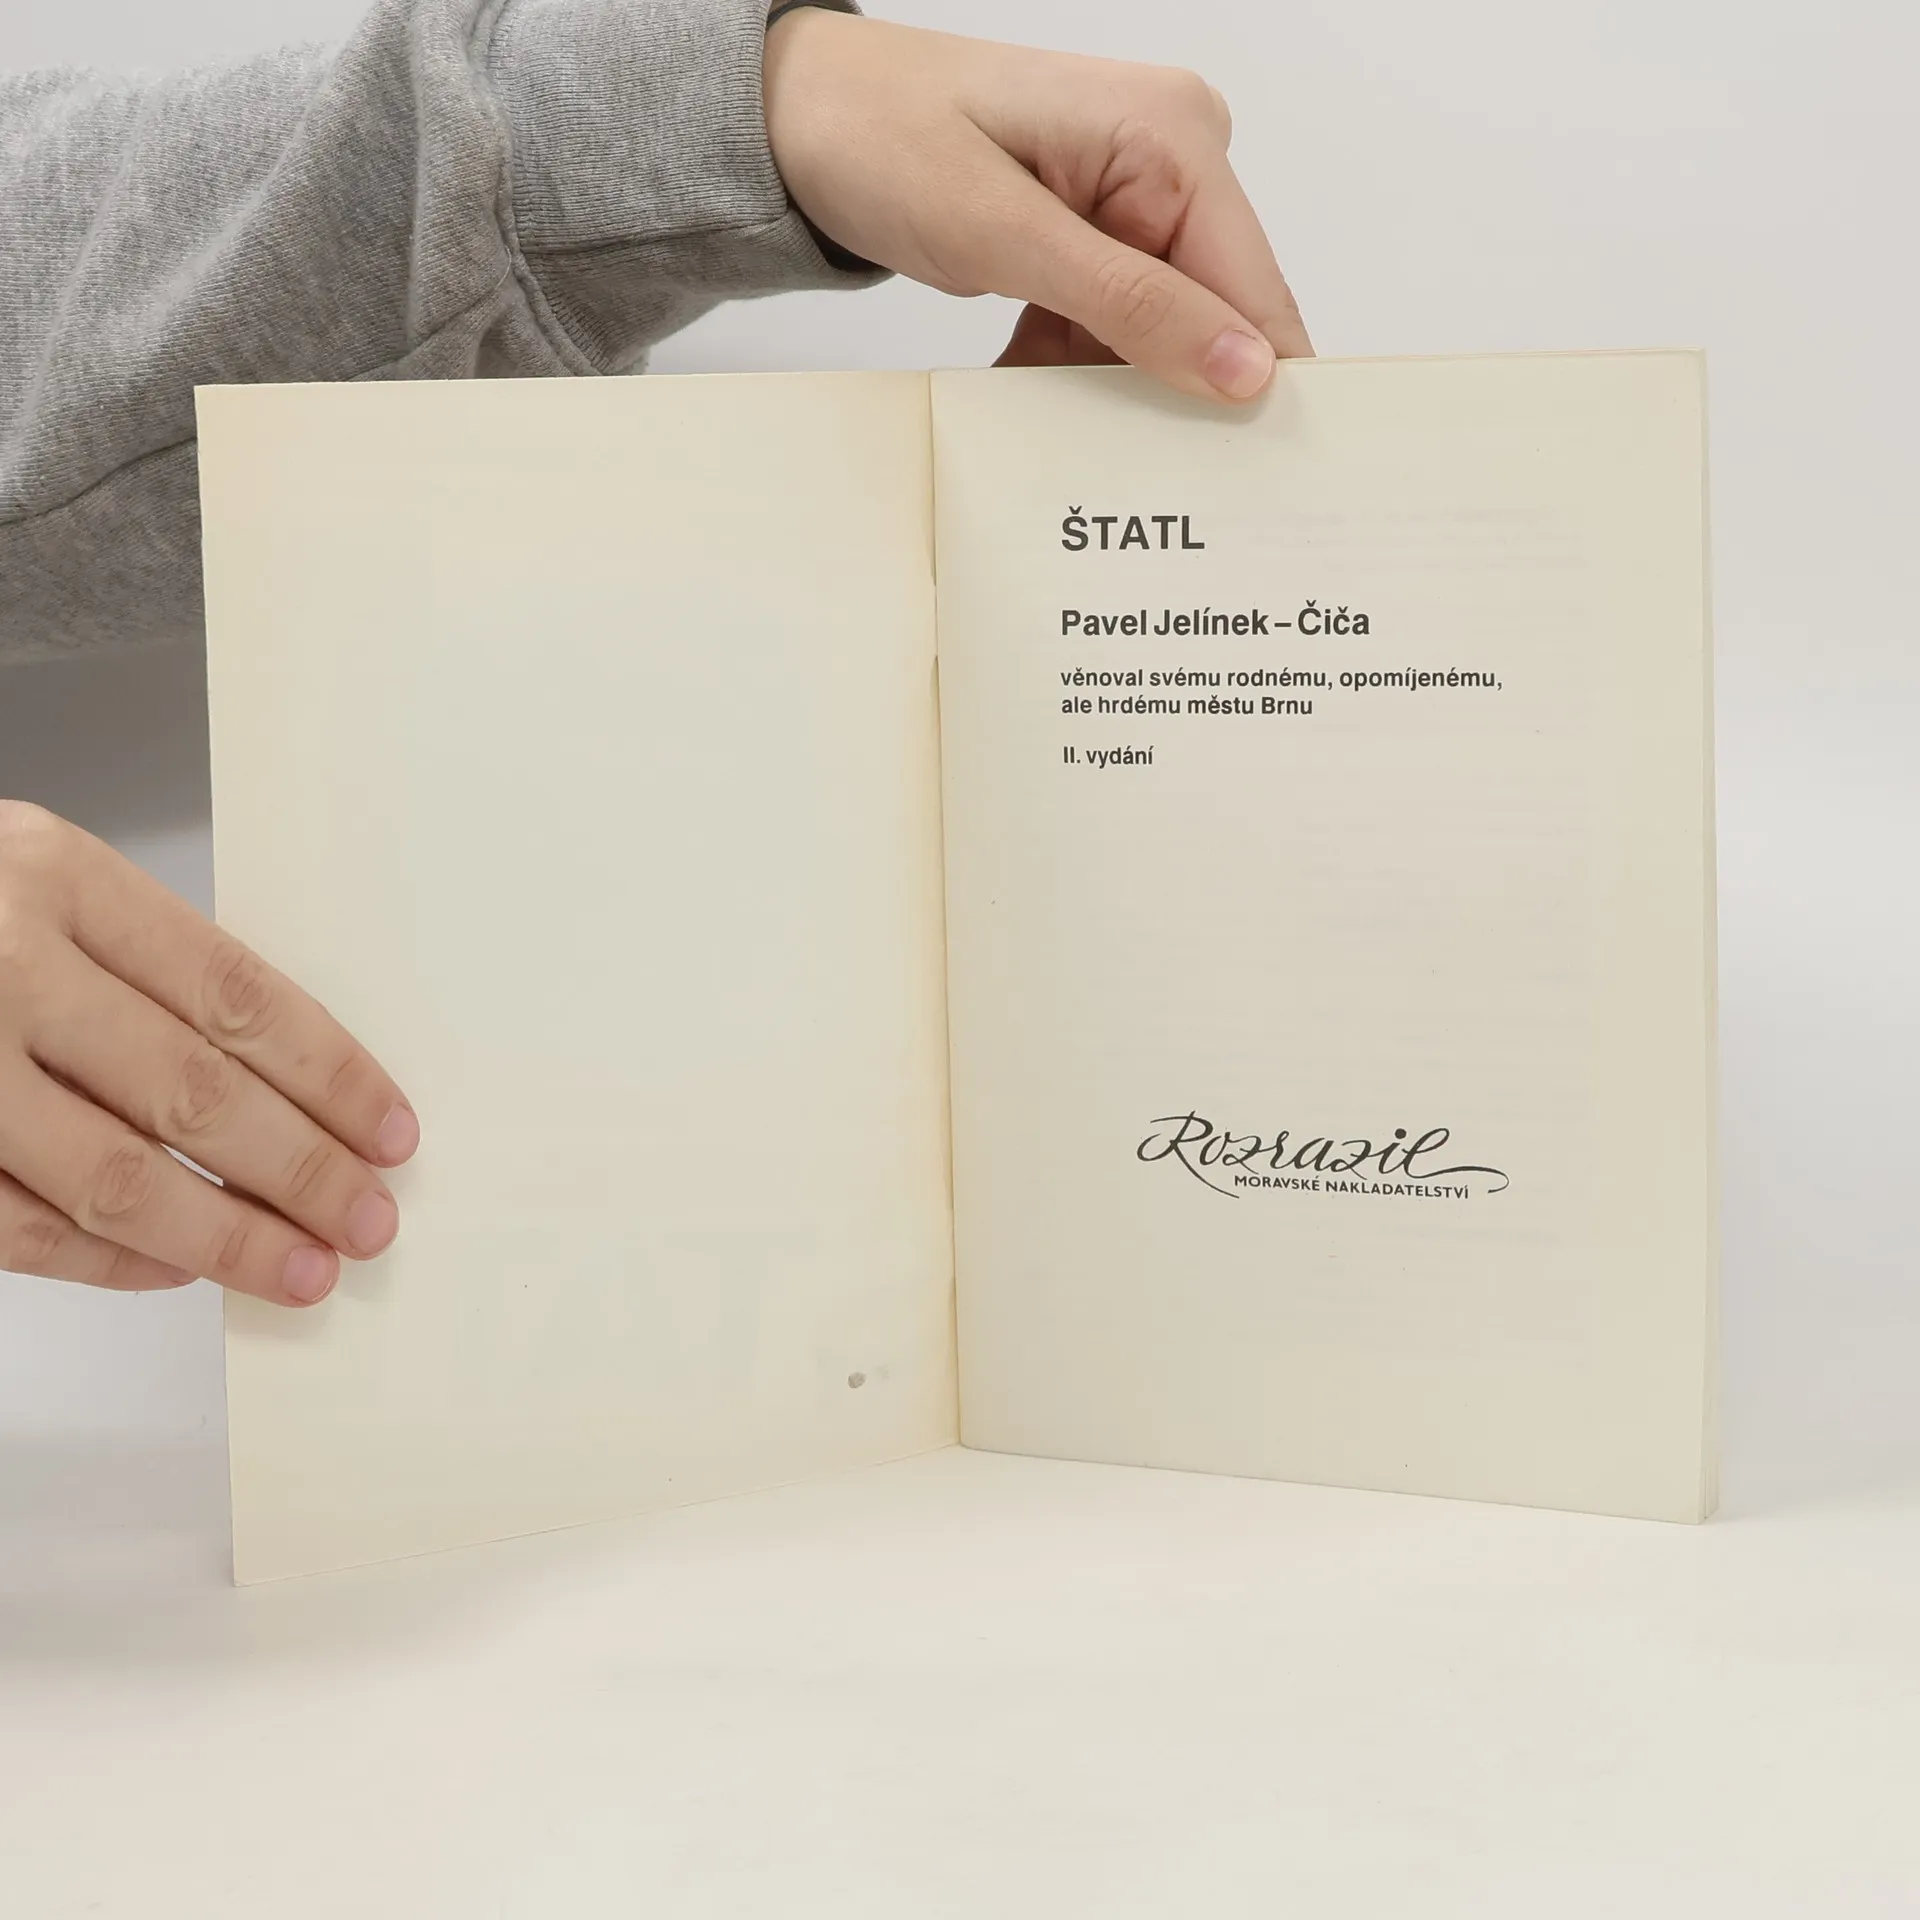 ŠTATL
Pavel Jelínek – Čiča
věnoval svému rodnému, opomíjenému,
ale hrdému městu Brnu
II. vydání
Rozrazil
MORAVSKÉ NAKLADATELSTVÍ